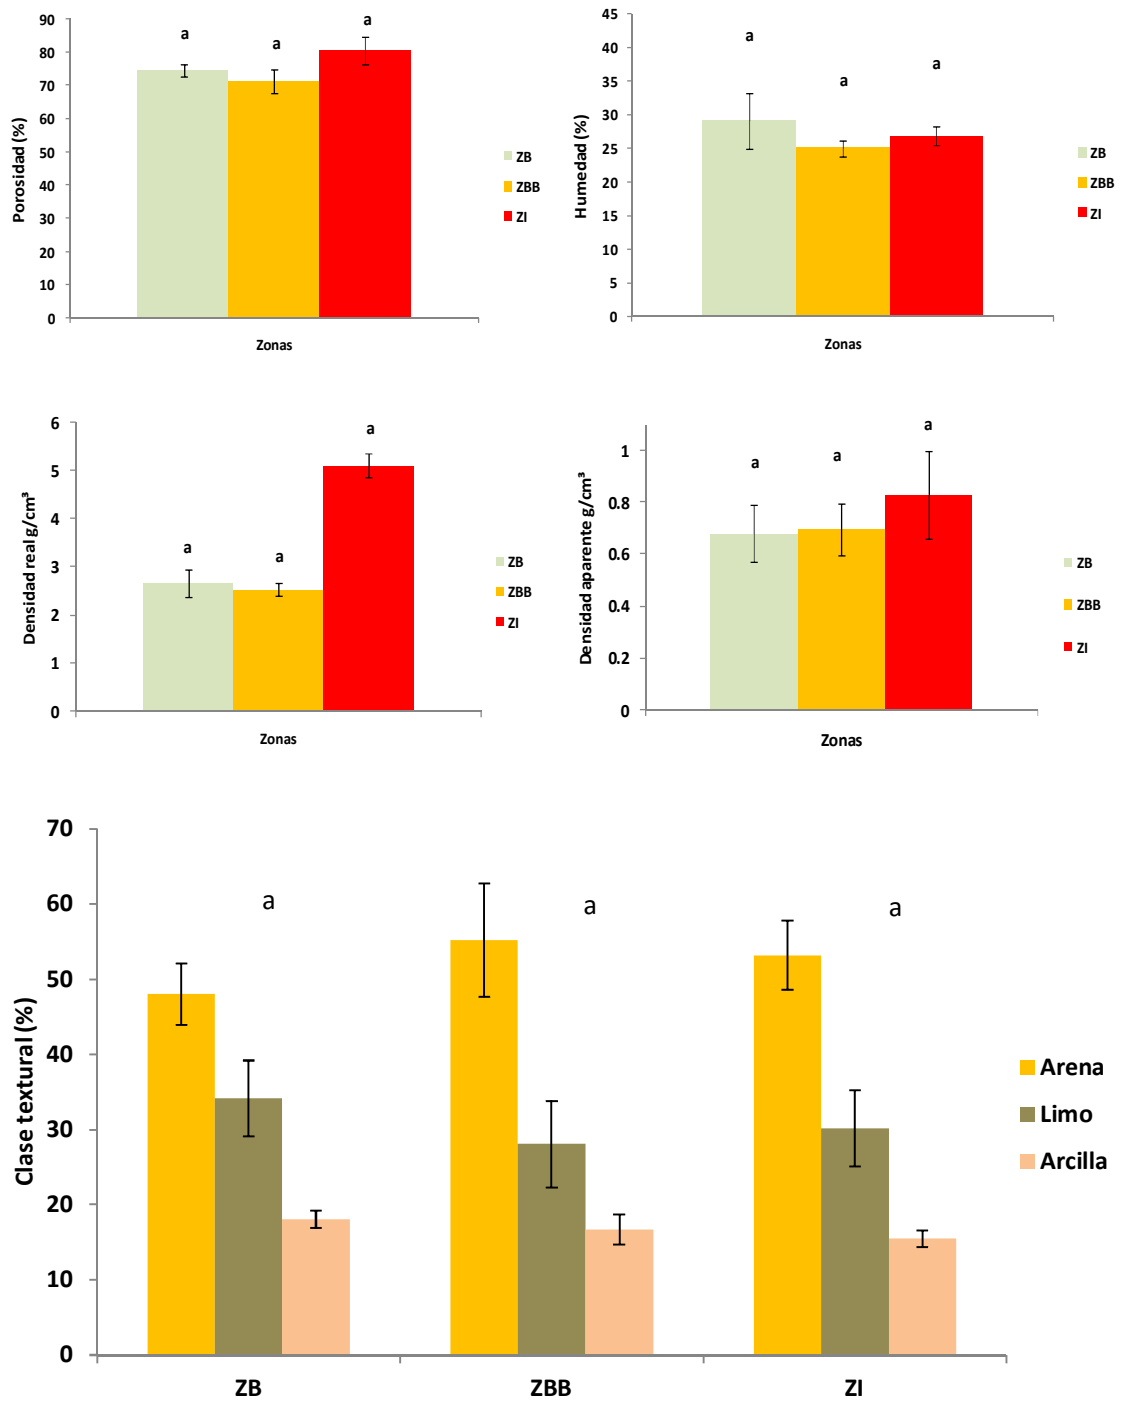 90
80
70
60
50
40
30
20
10
0
Porosidad (%)
a
a
a
Zonas
ZB
ZBB
ZI
45
40
35
30
25
20
15
10
5
0
Humedad (%)
a
a
a
Zonas
ZB
ZBB
ZI
6
5
4
3
2
1
0
Densidad real g/cm³
a
a
a
Zonas
ZB
ZBB
ZI
1
0.8
0.6
0.4
0.2
0
Densidad aparente g/cm³
a
a
a
Zonas
ZB
ZBB
ZI
70
60
50
40
30
20
10
0
Clase textural (%)
a
a
a
ZB
ZBB
ZI
Arena
Limo
Arcilla